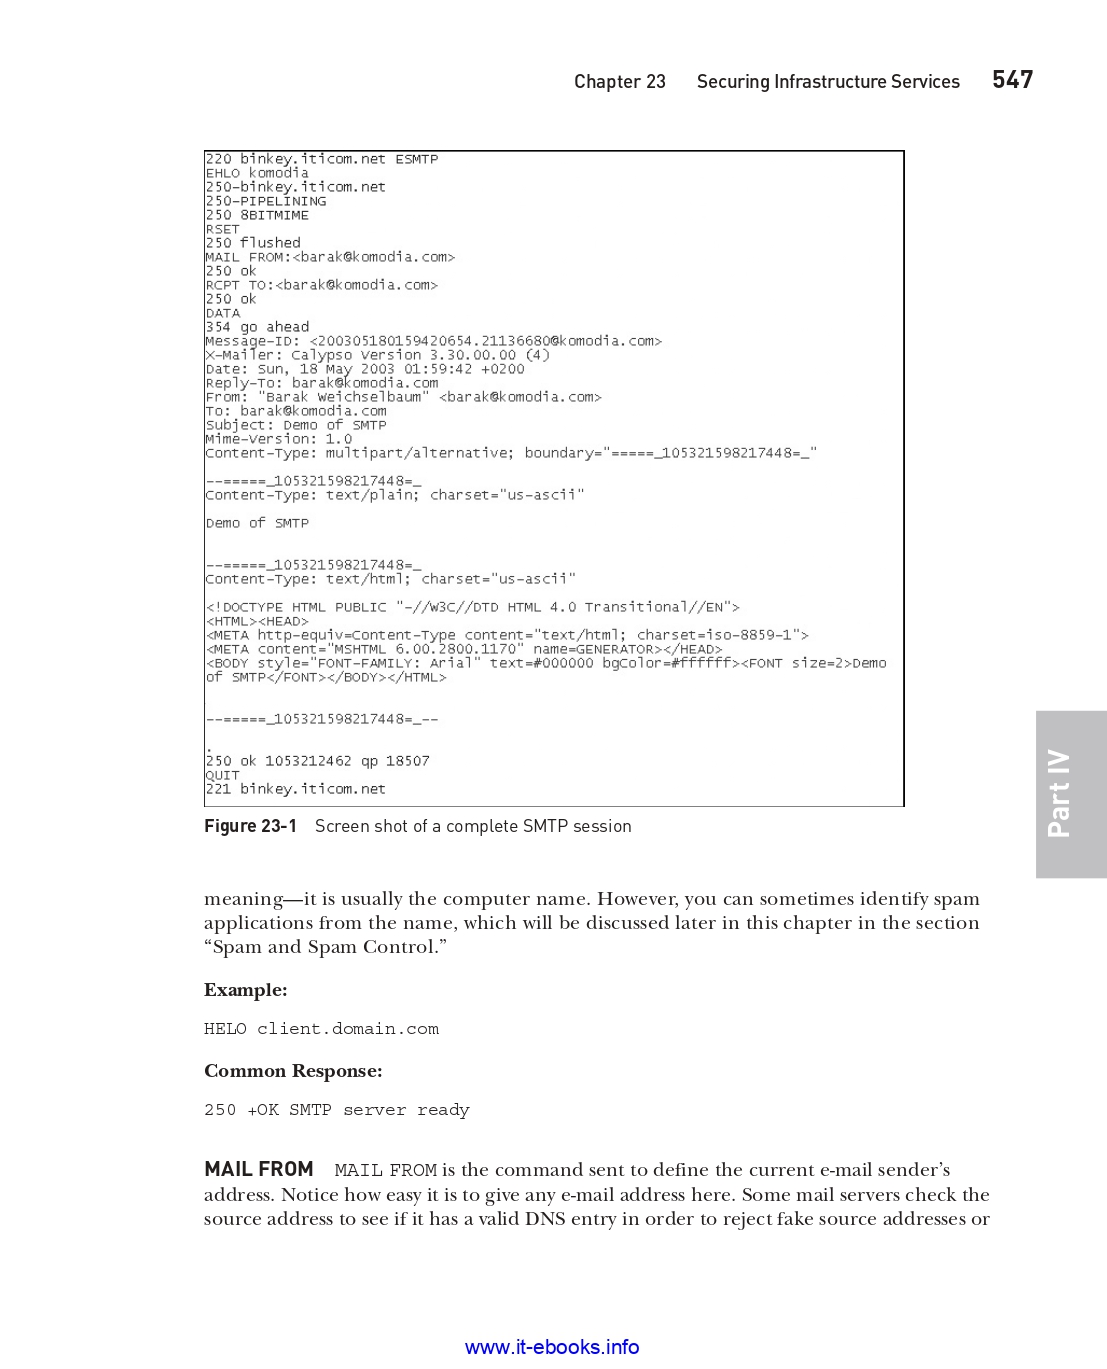 Chapter 23 Securing Infrastructure Services 547
220 binkey.iticom.net ESMTP
EHLO komodia
250-binkey.iticom.net
250-PIPELINING
250 8BITMIME
RSET
250 flushed
MAIL FROM:<barak@komodia.com>
250 ok
RCPT TO:<barak@komodia.com>
250 ok
DATA
354 go ahead
Message-ID: <200305180159420654.21136680@komodia.com>
X-Mailer: Calypso Version 3.30.00.00 (4)
Date: Sun, 18 May 2003 01:59:42 +0200
Reply-To: barak@komodia.com
From: "Barak Weichselbaum" <barak@komodia.com>
To: barak@komodia.com
Subject: Demo of SMTP
Mime-Version: 1.0
Content-Type: multipart/alternative; boundary="=====_105321598217448=_"
--=====_105321598217448=_
Content-Type: text/plain; charset="us-ascii"
Demo of SMTP
--=====_105321598217448=_
Content-Type: text/html; charset="us-ascii"
<!DOCTYPE HTML PUBLIC "-//W3C//DTD HTML 4.0 Transitional//EN">
<HTML><HEAD>
<META http-equiv=Content-Type content="text/html; charset=iso-8859-1">
<META content="MSHTML 6.00.2800.1170" name=GENERATOR></HEAD>
<BODY style="FONT-FAMILY: Arial" text=#000000 bgColor=#ffffff><FONT size=2>Demo
of SMTP</FONT></BODY></HTML>
--=====_105321598217448=_--
.
250 ok 1053212462 qp 18507
QUIT
221 binkey.iticom.net
Figure 23-1 Screen shot of a complete SMTP session
Part IV
meaning—it is usually the computer name. However, you can sometimes identify spam
applications from the name, which will be discussed later in this chapter in the section
“Spam and Spam Control.”
Example:
HELO client.domain.com
Common Response:
250 +OK SMTP server ready
MAIL FROM MAIL FROM is the command sent to define the current e-mail sender’s
address. Notice how easy it is to give any e-mail address here. Some mail servers check the
source address to see if it has a valid DNS entry in order to reject fake source addresses or
www.it-ebooks.info